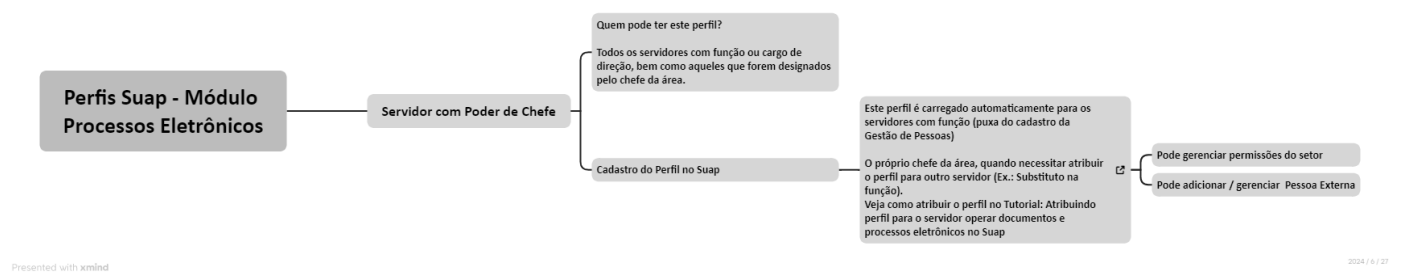 Perfis Suap - Módulo
Processos Eletrônicos
Servidor com Poder de Chefe
Quem pode ter este perfil?
Todos os servidores com função ou cargo de
direção, bem como aqueles que forem designados
pelo chefe da área.
Cadastro do Perfil no Suap
Este perfil é carregado automaticamente para os
servidores com função (puxa do cadastro da
Gestão de Pessoas)
O próprio chefe da área, quando necessitar atribuir
o perfil para outro servidor (Ex.: Substituto na
função).
Veja como atribuir o perfil no Tutorial: Atribuindo
perfil para o servidor operar documentos e
processos eletrônicos no Suap
Pode gerenciar permissões do setor
Pode adicionar / gerenciar  Pessoa Externa
Presented with xmind
2024 / 6 / 27